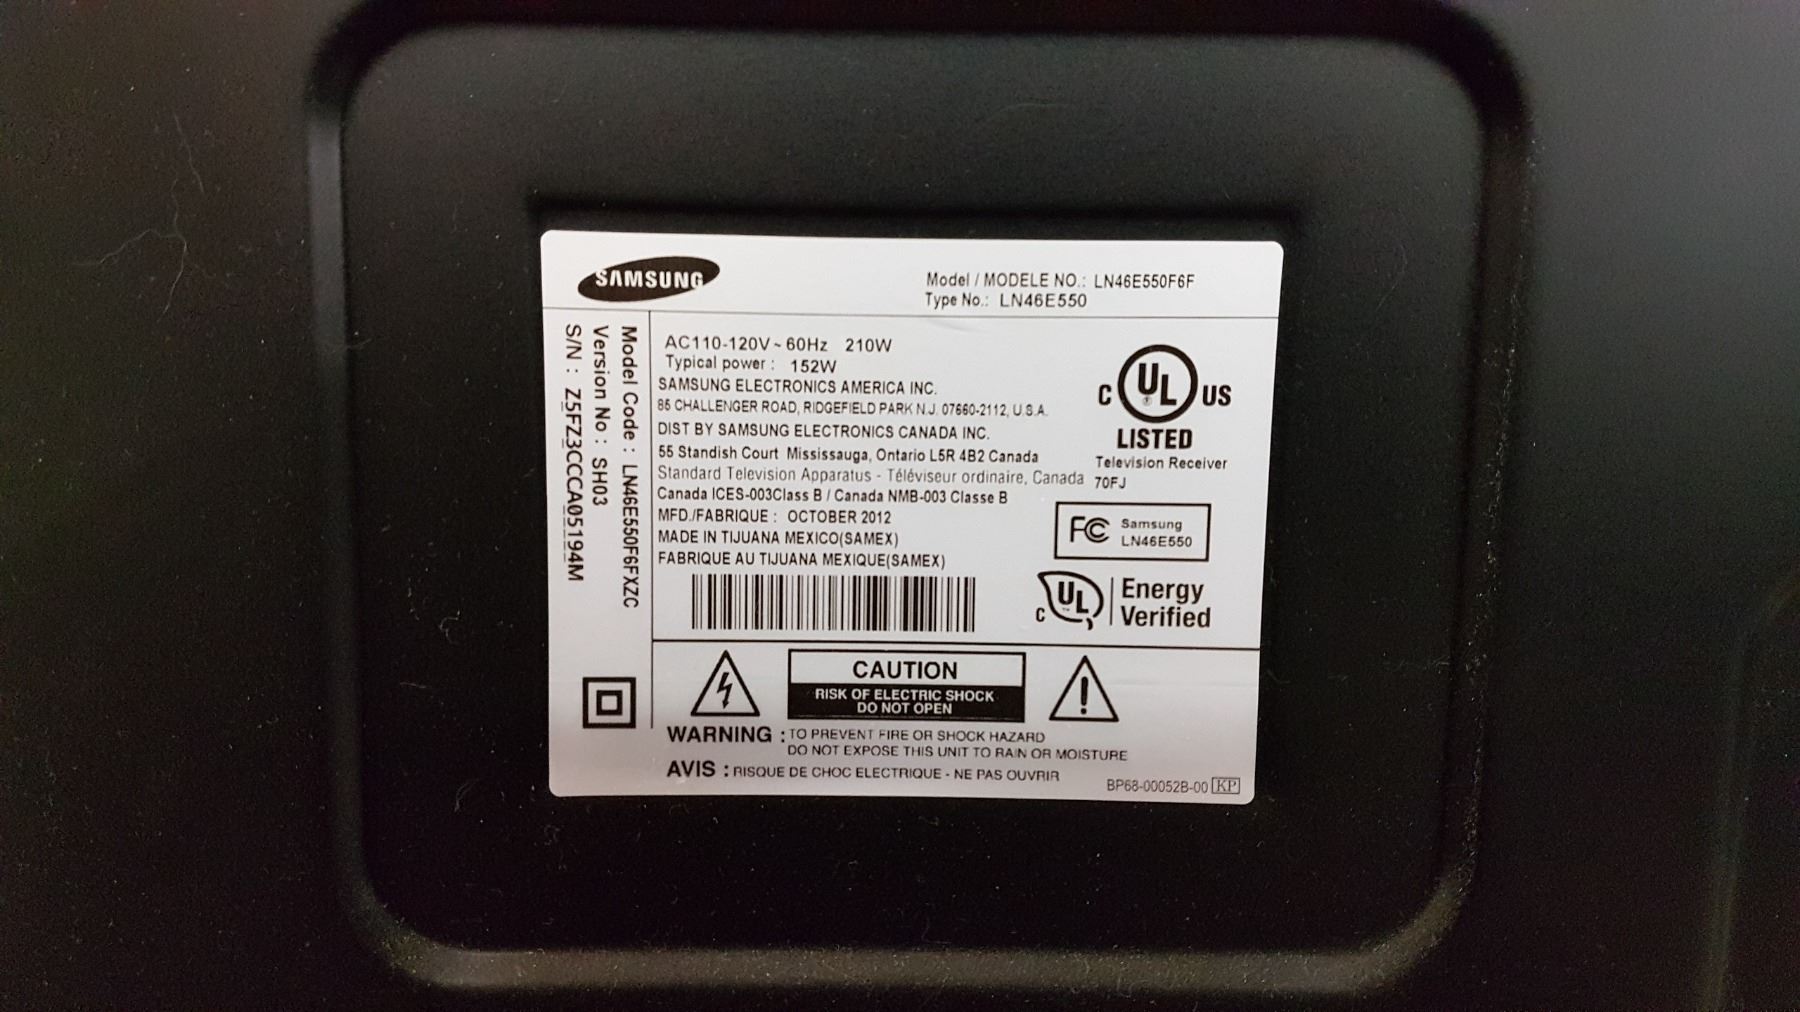 SAMSUNG
Model / MODELE NO.: LN46E550F6F
Type No.: LN46E550
Model Code : LN46E550F6FXZC
Version No : SH03
S/N : Z5FZ3CCCA05194M
AC110-120V ~ 60Hz 210W
Typical power : 152W
SAMSUNG ELECTRONICS AMERICA INC.
85 CHALLENGER ROAD, RIDGEFIELD PARK N.J. 07660-2112, U.S.A.
DIST BY SAMSUNG ELECTRONICS CANADA INC.
55 Standish Court Mississauga, Ontario L5R 4B2 Canada
Standard Television Apparatus - Téléviseur ordinaire, Canada
Canada ICES-003Class B / Canada NMB-003 Classe B
MFD./FABRIQUE : OCTOBER 2012
MADE IN TIJUANA MEXICO(SAMEX)
FABRIQUE AU TIJUANA MEXIQUE(SAMEX)
C UL ® US
LISTED
Television Receiver
70FJ
FC Samsung
LN46E550
C UL Energy
Verified
CAUTION
RISK OF ELECTRIC SHOCK
DO NOT OPEN
WARNING : TO PREVENT FIRE OR SHOCK HAZARD
DO NOT EXPOSE THIS UNIT TO RAIN OR MOISTURE
AVIS : RISQUE DE CHOC ELECTRIQUE - NE PAS OUVRIR
BP68-00052B-00 KP